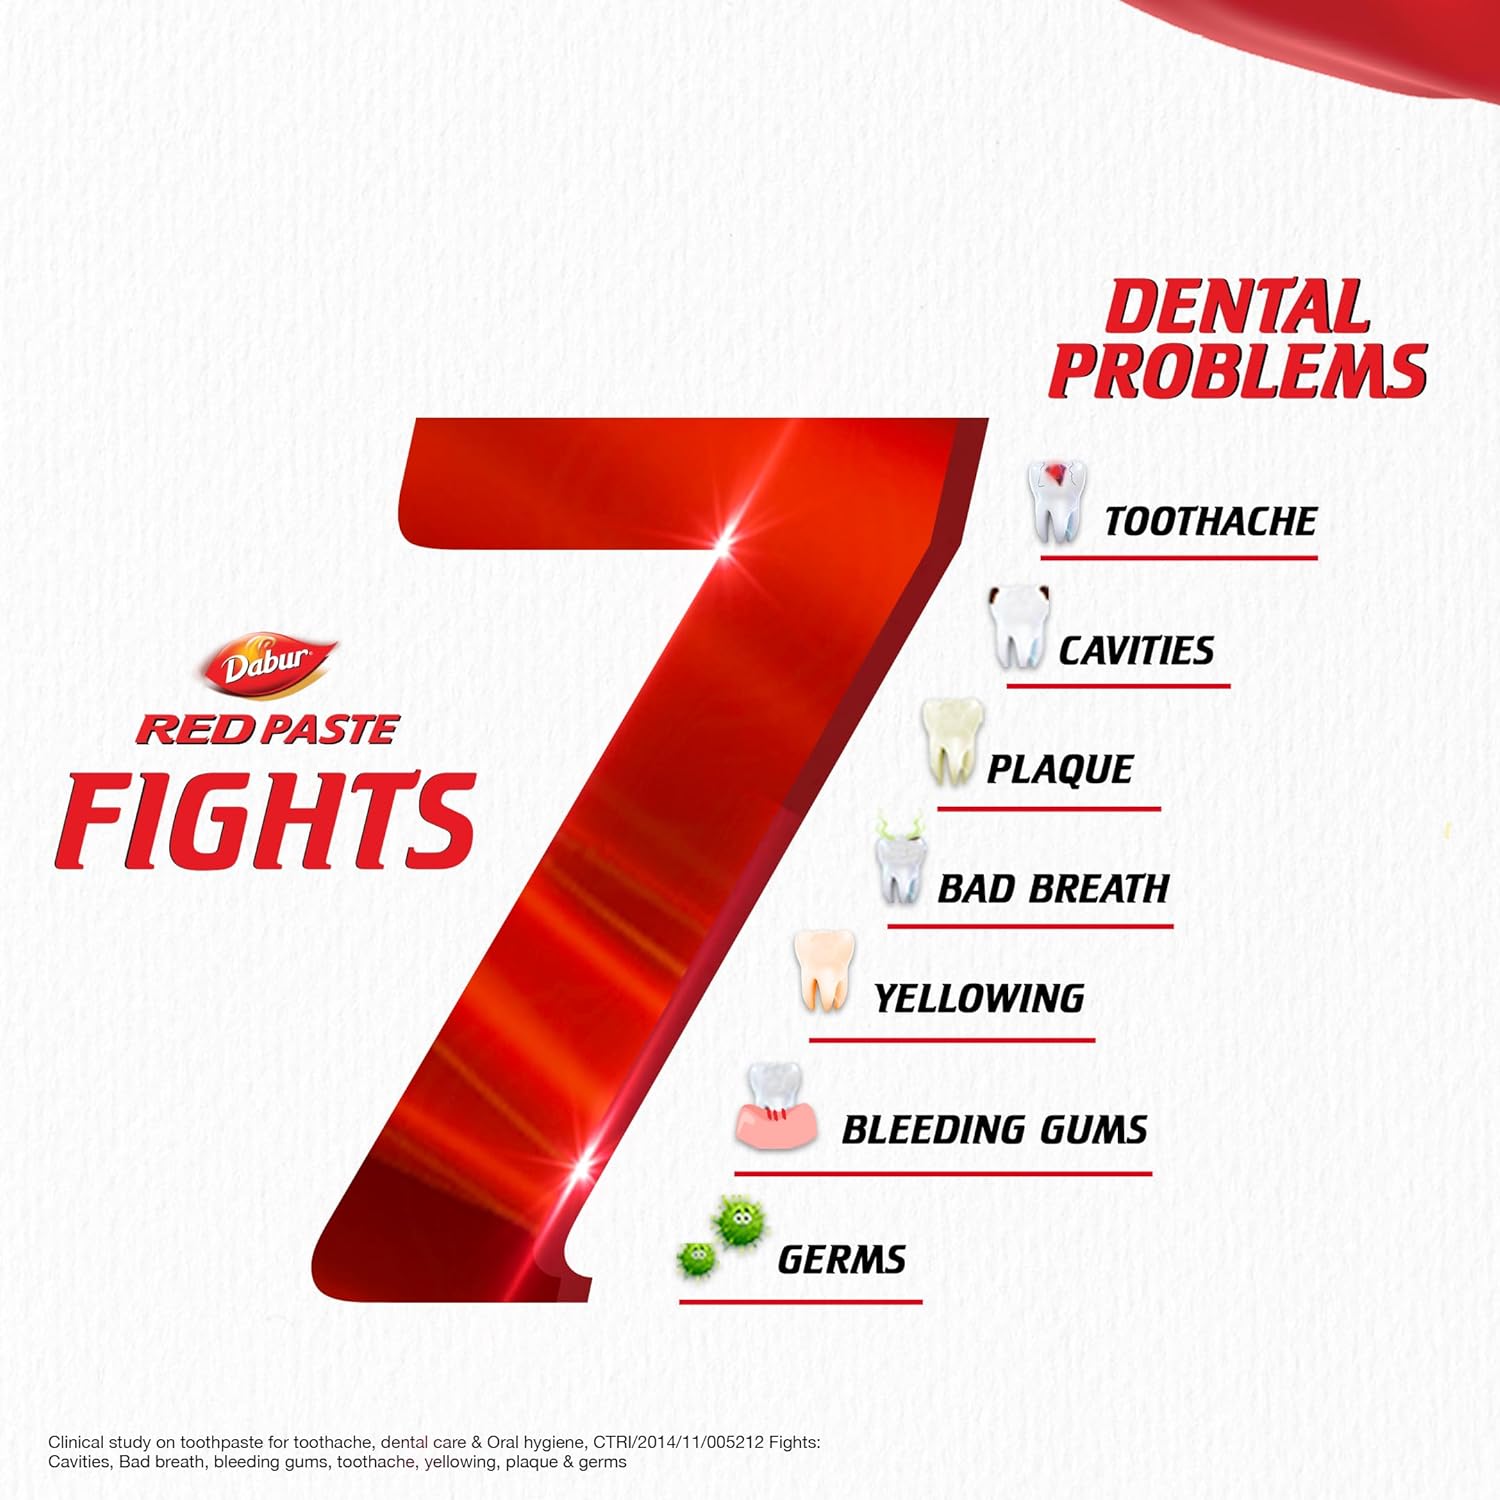 Dabur
RED PASTE
FIGHTS
7
DENTAL
PROBLEMS
TOOTHACHE
CAVITIES
PLAQUE
BAD BREATH
YELLOWING
BLEEDING GUMS
GERMS
Clinical study on toothpaste for toothache, dental care & Oral hygiene, CTRI/2014/11/005212 Fights:
Cavities, Bad breath, bleeding gums, toothache, yellowing, plaque & germs